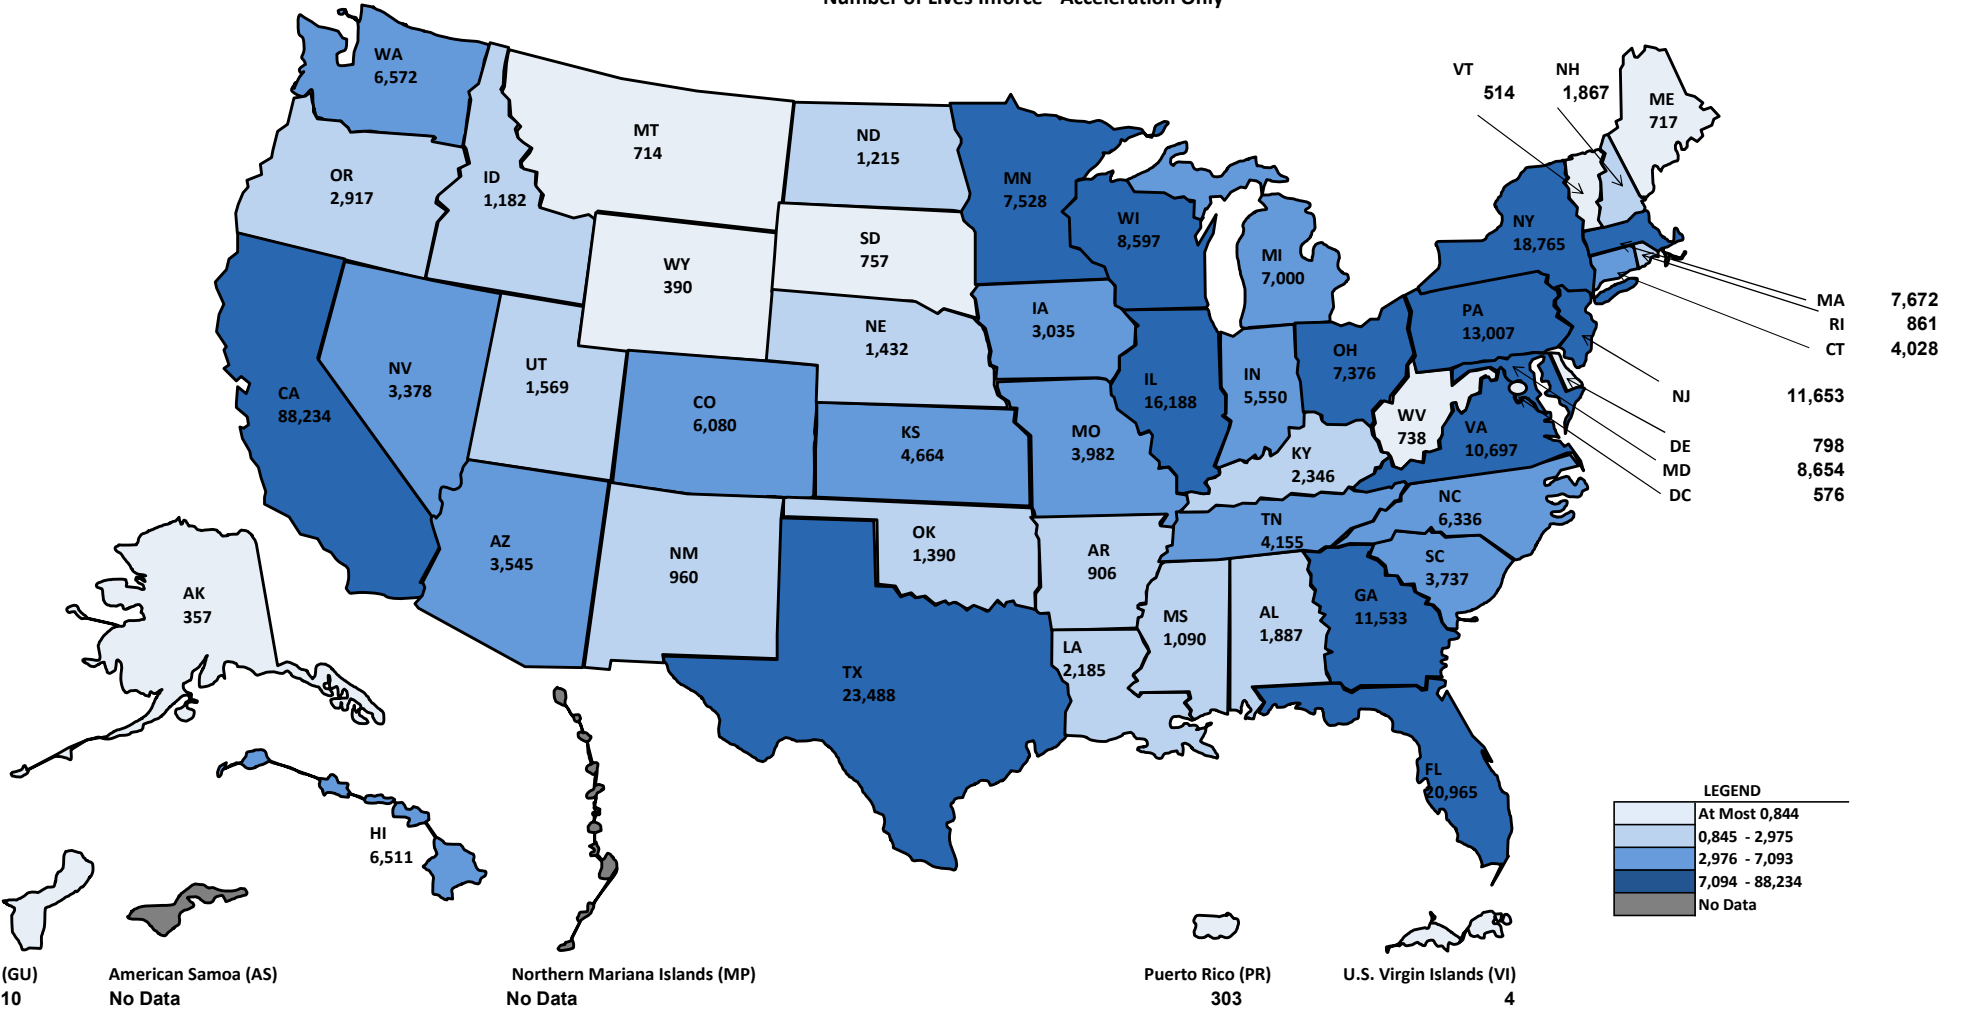 Number of Lives Inforce - Acceleration Only
WA
6,572
OR
2,917
ID
1,182
MT
714
ND
1,215
MN
7,528
WI
8,597
MI
7,000
VT
514
NH
1,867
ME
717
NY
18,765
SD
757
WY
390
NE
1,432
IA
3,035
IL
16,188
IN
5,550
OH
7,376
PA
13,007
MA 7,672
RI 861
CT 4,028
NJ 11,653
DE 798
MD 8,654
DC 576
CA
88,234
NV
3,378
UT
1,569
CO
6,080
KS
4,664
MO
3,982
KY
2,346
WV
738
VA
10,697
NC
6,336
TN
4,155
SC
3,737
AZ
3,545
NM
960
OK
1,390
AR
906
MS
1,090
AL
1,887
GA
11,533
LA
2,185
TX
23,488
FL
20,965
AK
357
HI
6,511
LEGEND
At Most 0,844
0,845 - 2,975
2,976 - 7,093
7,094 - 88,234
No Data
(GU)
10
American Samoa (AS)
No Data
Northern Mariana Islands (MP)
No Data
Puerto Rico (PR)
303
U.S. Virgin Islands (VI)
4